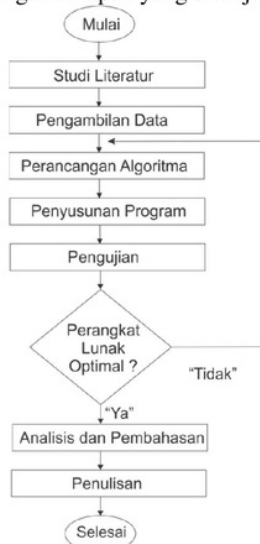 Mulai
Studi Literatur
Pengambilan Data
Perancangan Algoritma
Penyusunan Program
Pengujian
Perangkat
Lunak
Optimal ?
"Tidak"
"Ya"
Analisis dan Pembahasan
Penulisan
Selesai